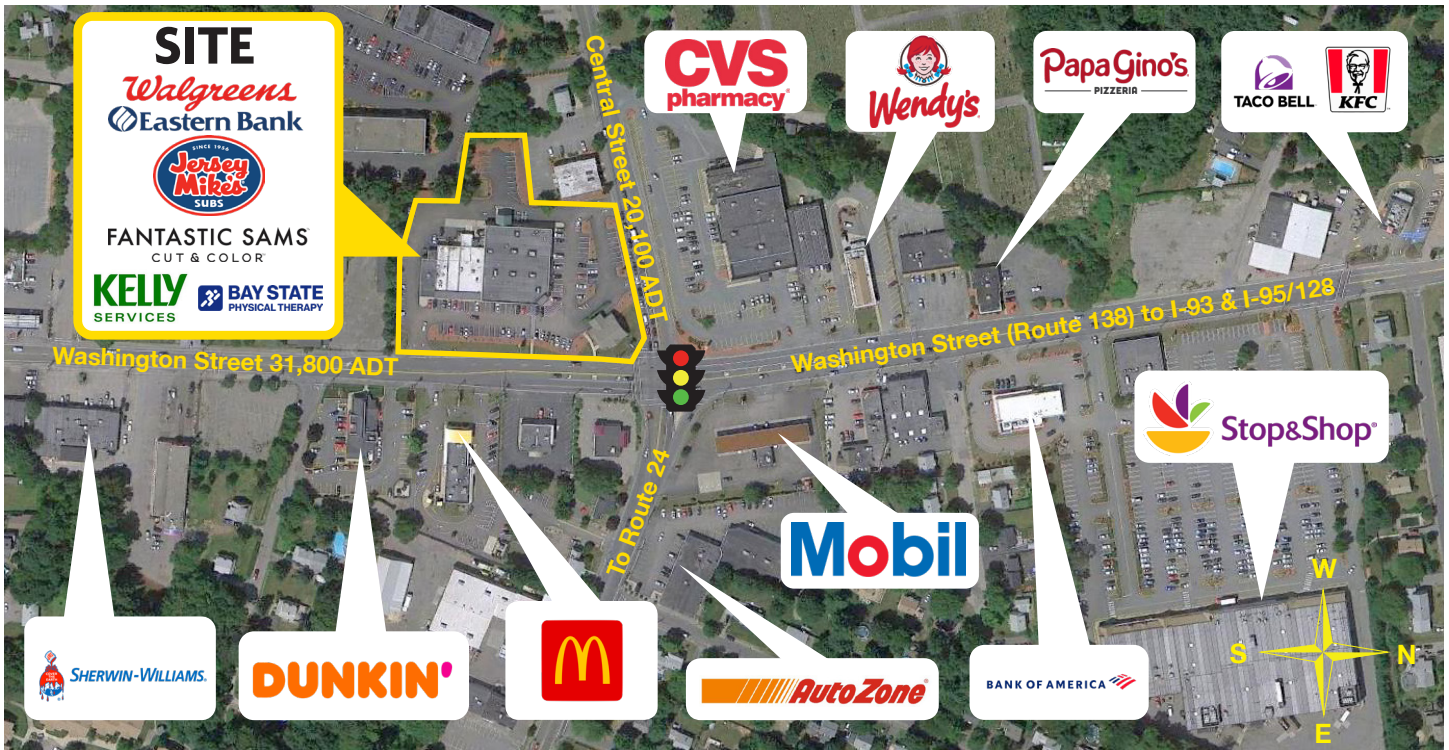 SITE
Walgreens
Eastern Bank
SINCE 1956
Jersey
Mike's
SUBS
FANTASTIC SAMS
CUT & COLOR
KELLY
SERVICES
BAY STATE
PHYSICAL THERAPY
Central Street 20,100 ADT
CVS
pharmacy®
Wendy's
Papa Gino's
PIZZERIA
TACO BELL
KFC
Washington Street 31,800 ADT
Washington Street (Route 138) to I-93 & I-95/128
To Route 24
Stop&Shop®
Mobil
SHERWIN-WILLIAMS.
DUNKIN'
M
AutoZone®
BANK OF AMERICA
W
S
N
E